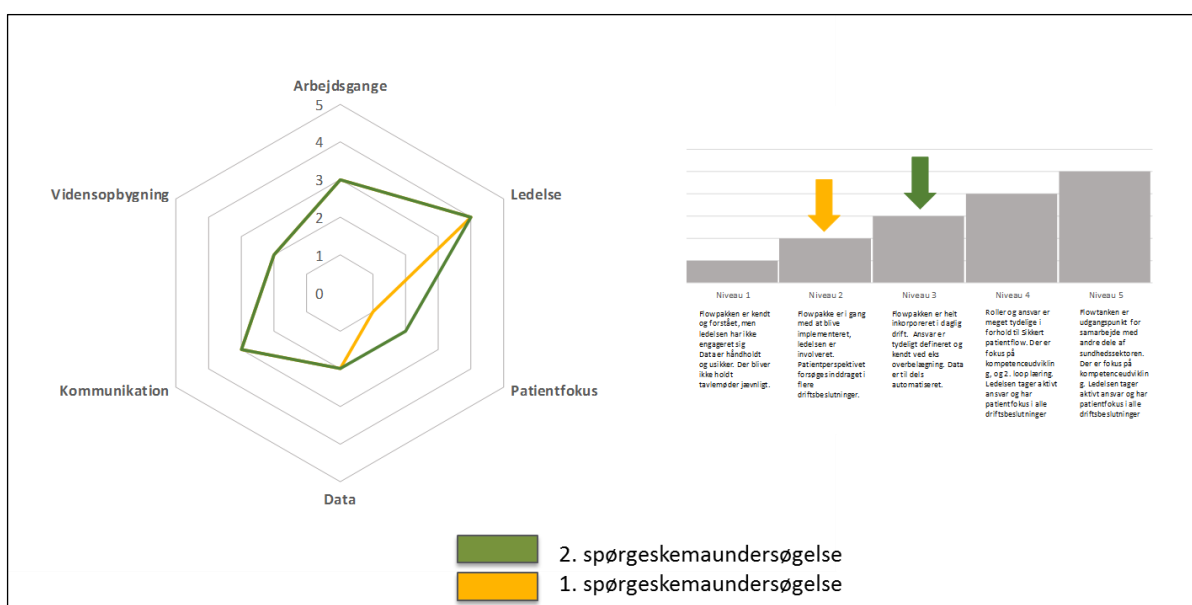 Arbejdsgange
5
4
3
2
1
0
Vidensopbygning
Ledelse
Kommunikation
Patientfokus
Data
Niveau 1
Flowpakken er kendt
og forstået, men
ledelsen har ikke
engageret sig
Data er håndholdt
og usikker. Der bliver
ikke holdt
tavlemøder jævnligt.
Niveau 2
Flowpakke er i gang
med at blive
implementeret,
ledelsen er
involveret.
Patientperspektivet
forsøges inddraget i
flere
driftsbeslutninger.
Niveau 3
Flowpakken er helt
inkorporeret i daglig
drift. Ansvar er
tydeligt defineret og
kendt ved eks
overbelægning. Data
er til dels
automatiseret.
Niveau 4
Roller og ansvar er
meget tydelige i
forhold til Sikkert
patientflow. Der er
fokus på
kompetenceudviklin
g, og 2. loop læring.
Ledelsen tager aktivt
ansvar og har
patientfokus i alle
driftsbeslutninger
Niveau 5
Flowtanken er
udgangspunkt for
samarbejde med
andre dele af
sundhedssektoren.
Der er fokus på
kompetenceudviklin
g. Ledelsen tager
aktivt ansvar og har
patientfokus i alle
driftsbeslutninger
2. spørgeskemaundersøgelse
1. spørgeskemaundersøgelse